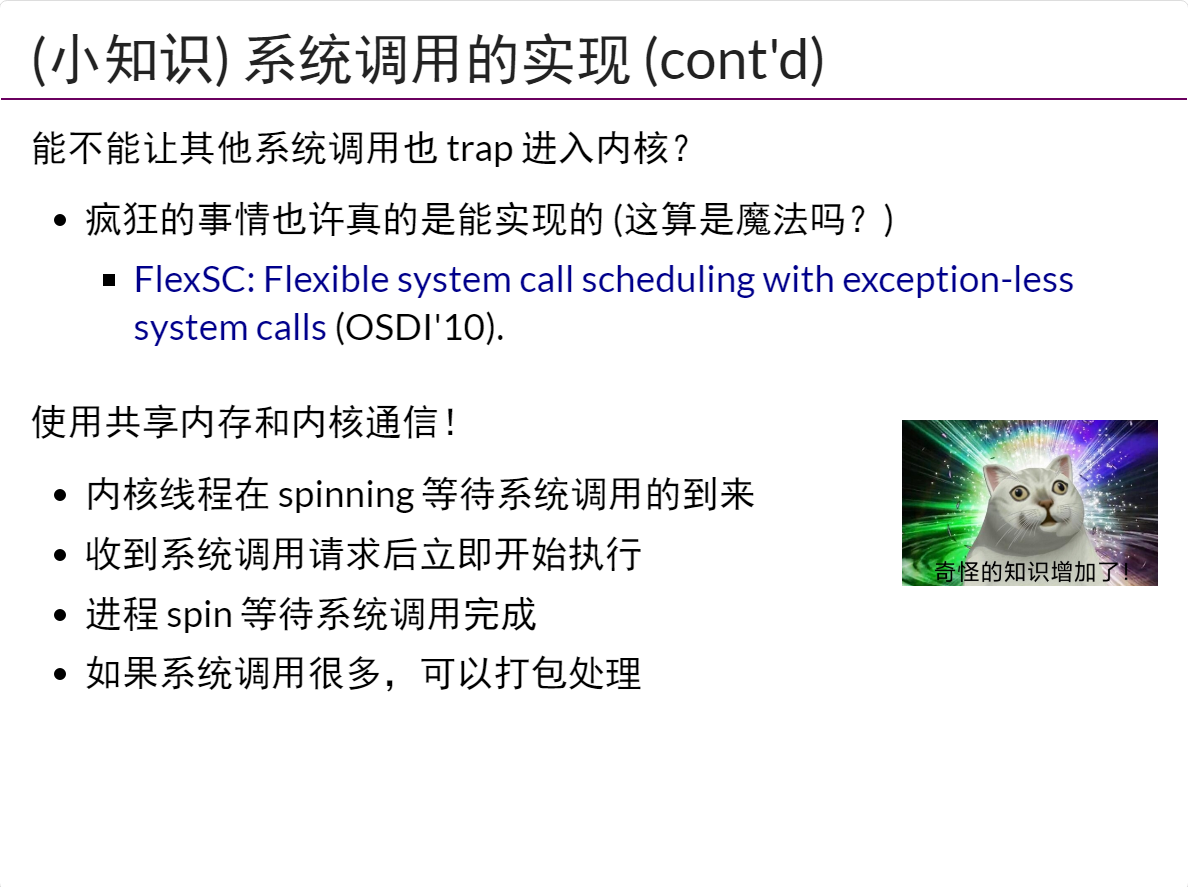 (小知识) 系统调用的实现 (cont'd)
能不能让其他系统调用也 trap 进入内核？
疯狂的事情也许真的是能实现的 (这算是魔法吗？)
FlexSC: Flexible system call scheduling with exception-less
system calls (OSDI'10).
使用共享内存和内核通信！
内核线程在 spinning 等待系统调用的到来
收到系统调用请求后立即开始执行
进程 spin 等待系统调用完成
如果系统调用很多，可以打包处理
奇怪的知识增加了！